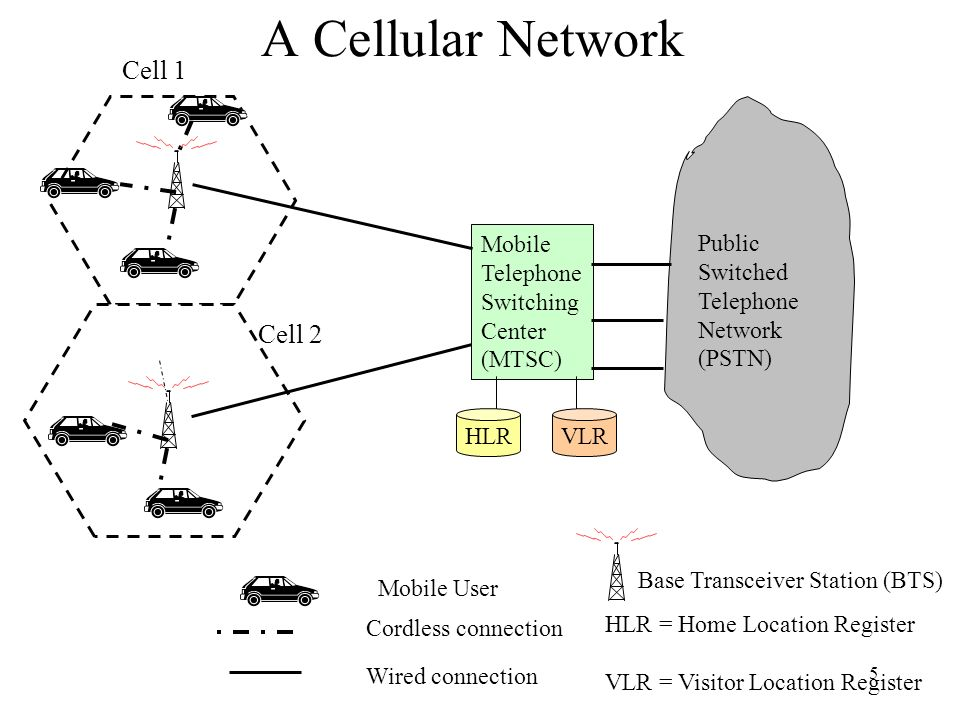 A Cellular Network
Cell 1
Cell 2
Mobile
Telephone
Switching
Center
(MTSC)
Public
Switched
Telephone
Network
(PSTN)
HLR
VLR
Mobile User
Cordless connection
Wired connection
Base Transceiver Station (BTS)
HLR = Home Location Register
VLR = Visitor Location Register
5